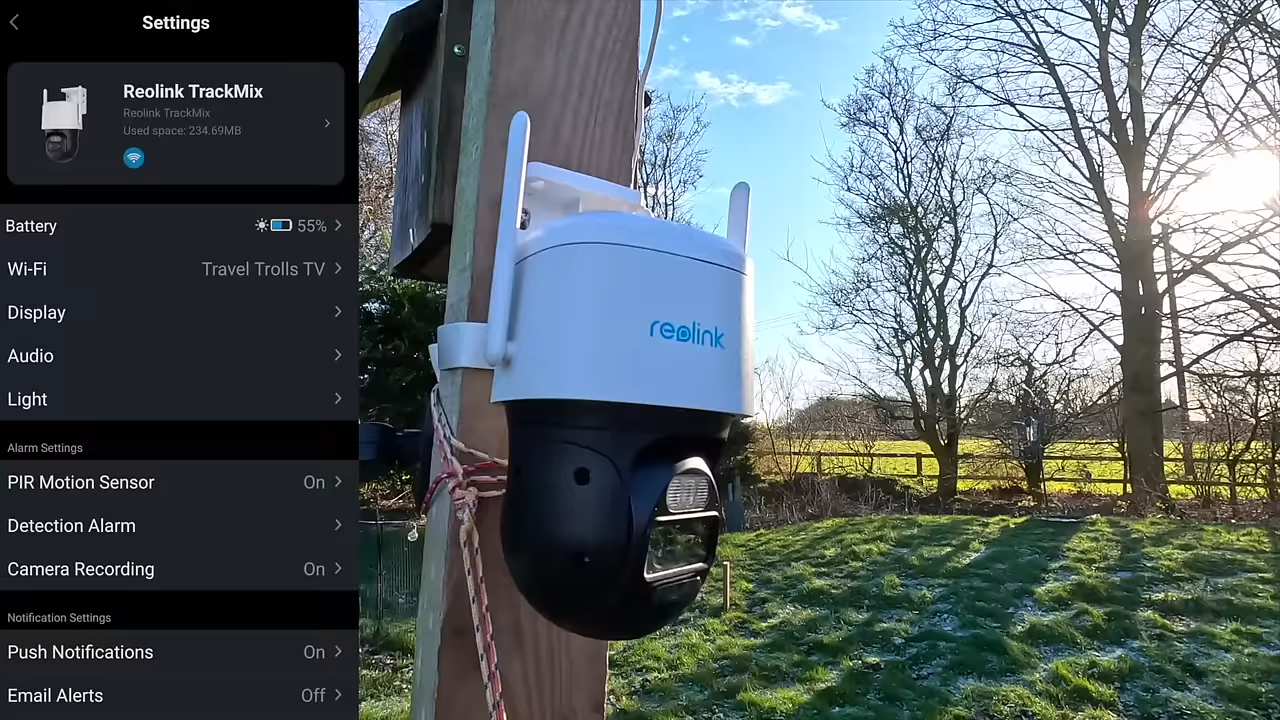 Settings
Reolink TrackMix
Reolink TrackMix
Used space: 234.69MB
Battery 55%
Wi-Fi Travel Trolls TV
Display
Audio
Light
Alarm Settings
PIR Motion Sensor On
Detection Alarm
Camera Recording On
Notification Settings
Push Notifications On
Email Alerts Off
reolink